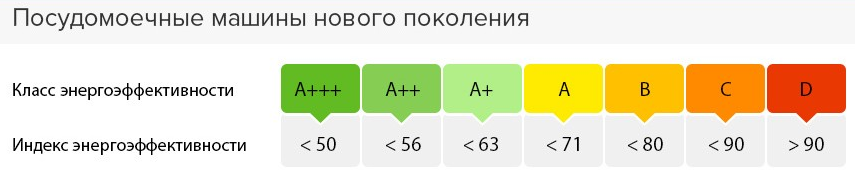 Посудомоечные машины нового поколения
Класс энергоэффективности A+++ A++ A+ A B C D
Индекс энергоэффективности < 50 < 56 < 63 < 71 < 80 < 90 > 90